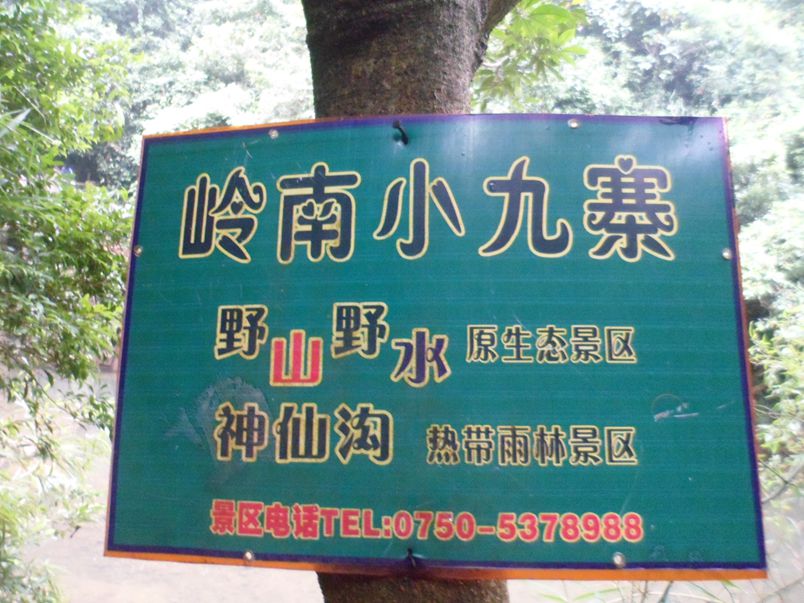 岭南小九寨
野山野水 原生态景区
神仙沟 热带雨林景区
景区电话TEL:0750-5378988